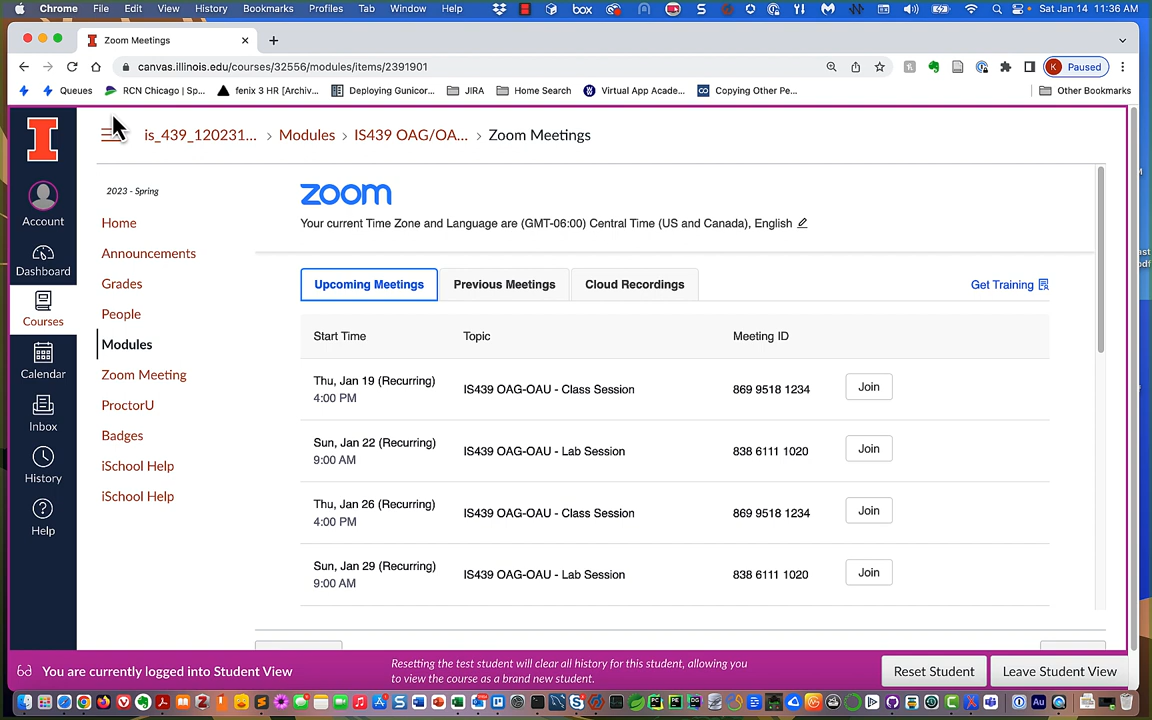 Chrome File Edit View History Bookmarks Profiles Tab Window Help box Sat Jan 14 11:36 AM
Zoom Meetings
canvas.illinois.edu/courses/32556/modules/items/2391901
K Paused
Queues RCN Chicago | Sp... fenix 3 HR [Archiv... Deploying Gunicor... JIRA Home Search Virtual App Acade... Copying Other Pe... Other Bookmarks
is_439_120231... > Modules > IS439 OAG/OA... > Zoom Meetings
Account
Dashboard
Courses
Calendar
Inbox
History
Help
2023 - Spring
Home
Announcements
Grades
People
Modules
Zoom Meeting
ProctorU
Badges
iSchool Help
iSchool Help
zoom
Your current Time Zone and Language are (GMT-06:00) Central Time (US and Canada), English
Upcoming Meetings Previous Meetings Cloud Recordings Get Training
Start Time Topic Meeting ID
Thu, Jan 19 (Recurring)
4:00 PM
IS439 OAG-OAU - Class Session 869 9518 1234 Join
Sun, Jan 22 (Recurring)
9:00 AM
IS439 OAG-OAU - Lab Session 838 6111 1020 Join
Thu, Jan 26 (Recurring)
4:00 PM
IS439 OAG-OAU - Class Session 869 9518 1234 Join
Sun, Jan 29 (Recurring)
9:00 AM
IS439 OAG-OAU - Lab Session 838 6111 1020 Join
You are currently logged into Student View
Resetting the test student will clear all history for this student, allowing you
to view the course as a brand new student.
Reset Student Leave Student View